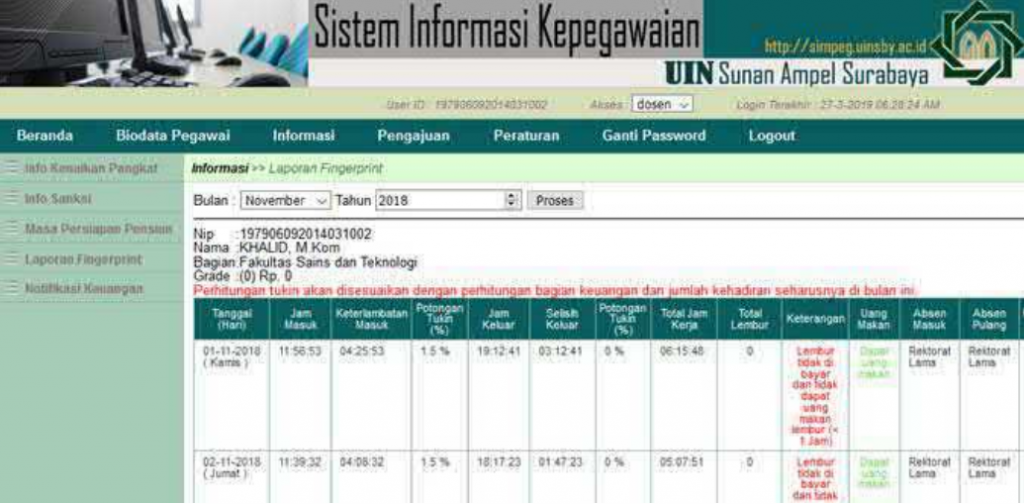 Sistem Informasi Kepegawaian
http://simpeg.uinsby.ac.id
UIN Sunan Ampel Surabaya
User ID : 197906092014031002 Akses : dosen Login Terakhir : 27-3-2019 06:28:24 AM
Beranda Biodata Pegawai Informasi Pengajuan Peraturan Ganti Password Logout
Info Kenaikan Pangkat
Info Sanksi
Masa Persiapan Pensiun
Laporan Fingerprint
Notifikasi Keuangan
Informasi >> Laporan Fingerprint
Bulan : November Tahun 2018 Proses
Nip :197906092014031002
Nama :KHALID, M.Kom
Bagian:Fakultas Sains dan Teknologi
Grade :(0) Rp. 0
Perhitungan tukin akan disesuaikan dengan perhitungan bagian keuangan dan jumlah kehadiran seharusnya di bulan ini.
Tanggal (Hari) Jam Masuk Keterlambatan Masuk Potongan Tukin (%) Jam Keluar Selisih Keluar Potongan Tukin (%) Total Jam Kerja Total Lembur Keterangan Uang Makan Absen Masuk Absen Pulang
01-11-2018 ( Kamis ) 11:56:53 04:25:53 1.5 % 19:12:41 03:12:41 0 % 06:15:48 0 Lembur tidak di bayar dan tidak dapat uang makan lembur (< 1 Jam) Dapat uang makan Rektorat Lama Rektorat Lama
02-11-2018 ( Jumat ) 11:39:32 04:08:32 1.5 % 18:17:23 01:47:23 0 % 05:07:51 0 Lembur tidak di bayar dan tidak Dapat uang makan Rektorat Lama Rektorat Lama